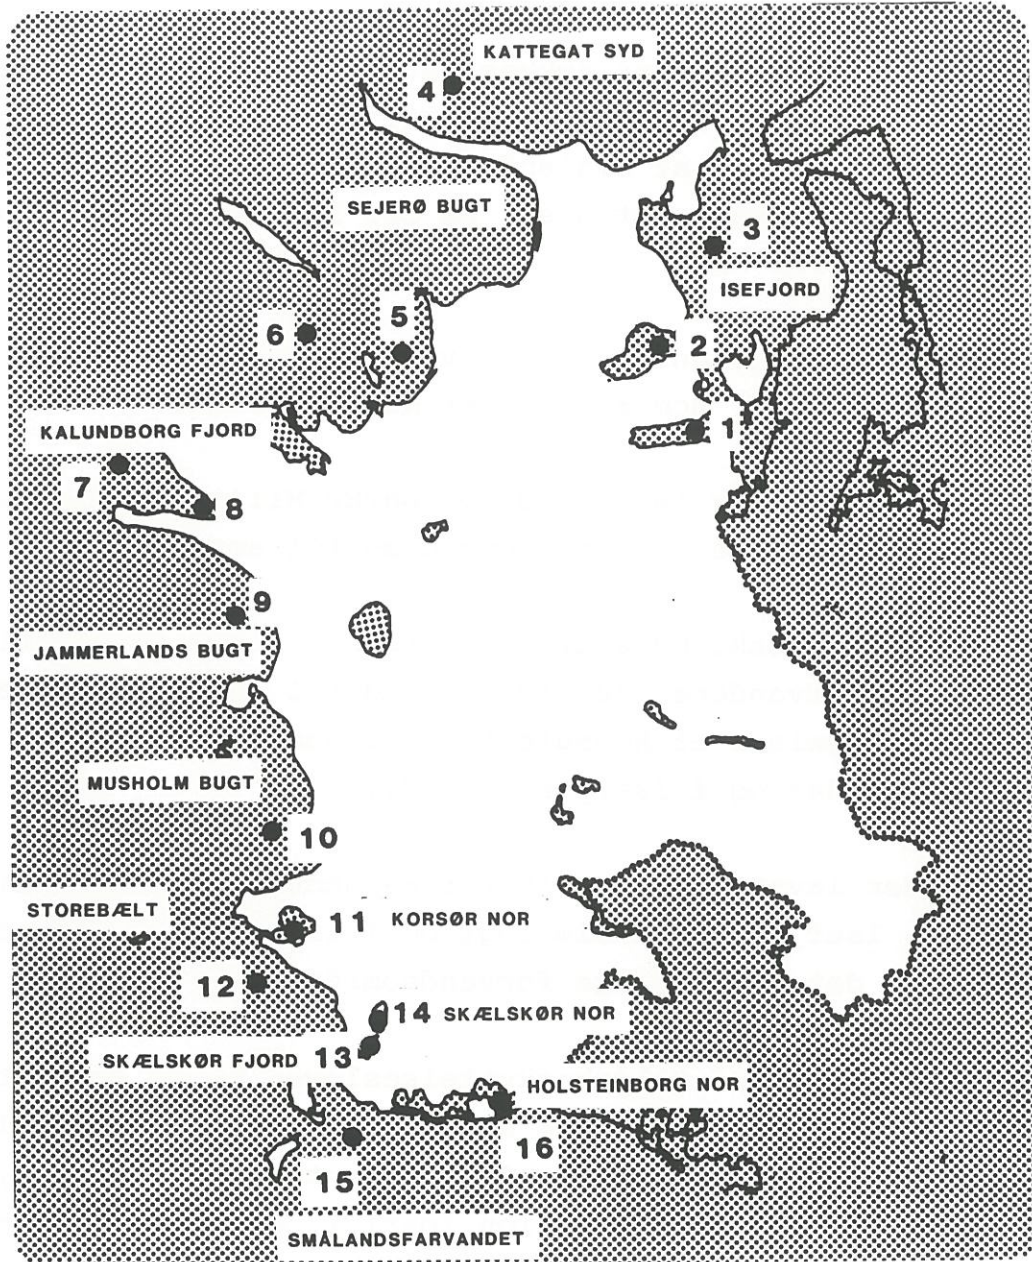 KATTEGAT SYD
4
SEJERØ BUGT
3
ISEFJORD
5
6
2
KALUNDBORG FJORD
1
7
8
9
JAMMERLANDS BUGT
MUSHOLM BUGT
10
STOREBÆLT
11 KORSØR NOR
12
14 SKÆLSKØR NOR
SKÆLSKØR FJORD 13
HOLSTEINBORG NOR
16
15
SMÅLANDSFARVANDET